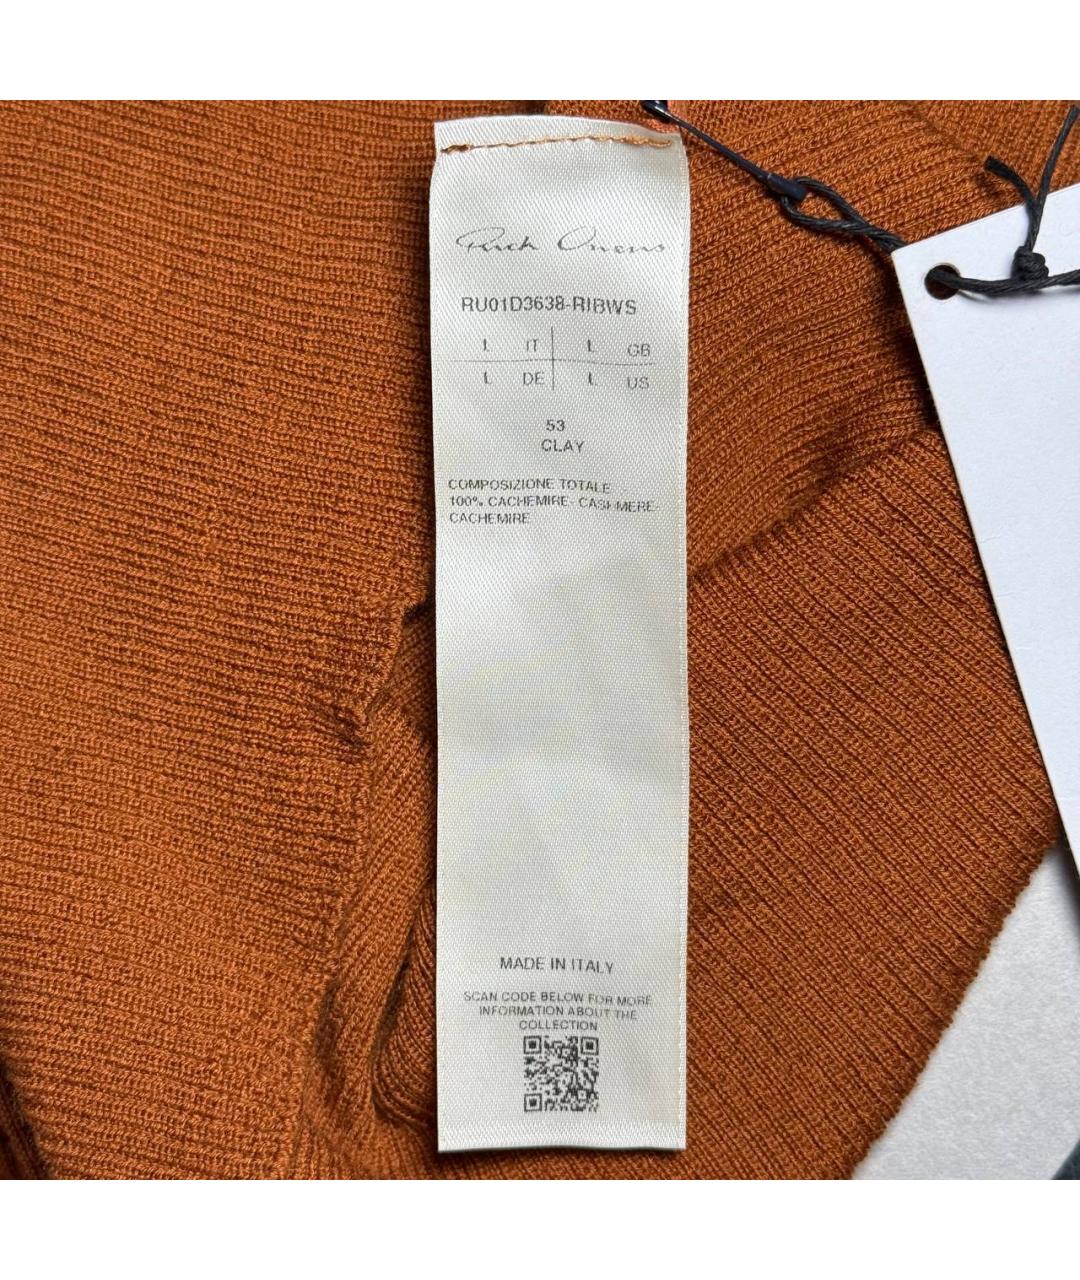 Rick Owens
RU01D3638-RIBWS
L IT L GB
L DE L US
53
CLAY
COMPOSIZIONE TOTALE
100% CACHEMIRE- CASHMERE-
CACHEMIRE
MADE IN ITALY
SCAN CODE BELOW FOR MORE
INFORMATION ABOUT THE
COLLECTION